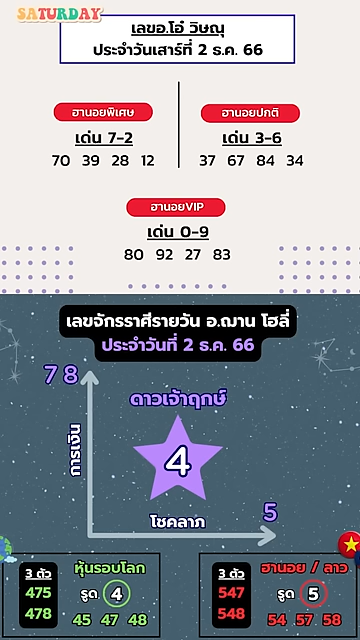 SATURDAY
เลขอ.โอ๋ วิษณุ
ประจำวันเสาร์ที่ 2 ธ.ค. 66
ฮานอยพิเศษ
เด่น 7-2
70 39 28 12
ฮานอยปกติ
เด่น 3-6
37 67 84 34
ฮานอยVIP
เด่น 0-9
80 92 27 83
เลขจักรราศีรายวัน อ.ฌาน โฮลี่
ประจำวันที่ 2 ธ.ค. 66
7 8
ดาวเจ้าฤกษ์
4
การเงิน
โชคลาภ
5
3 ตัว
475
478
หุ้นรอบโลก
รูด 4
45 47 48
3 ตัว
547
548
ฮานอย / ลาว
รูด 5
54 57 58